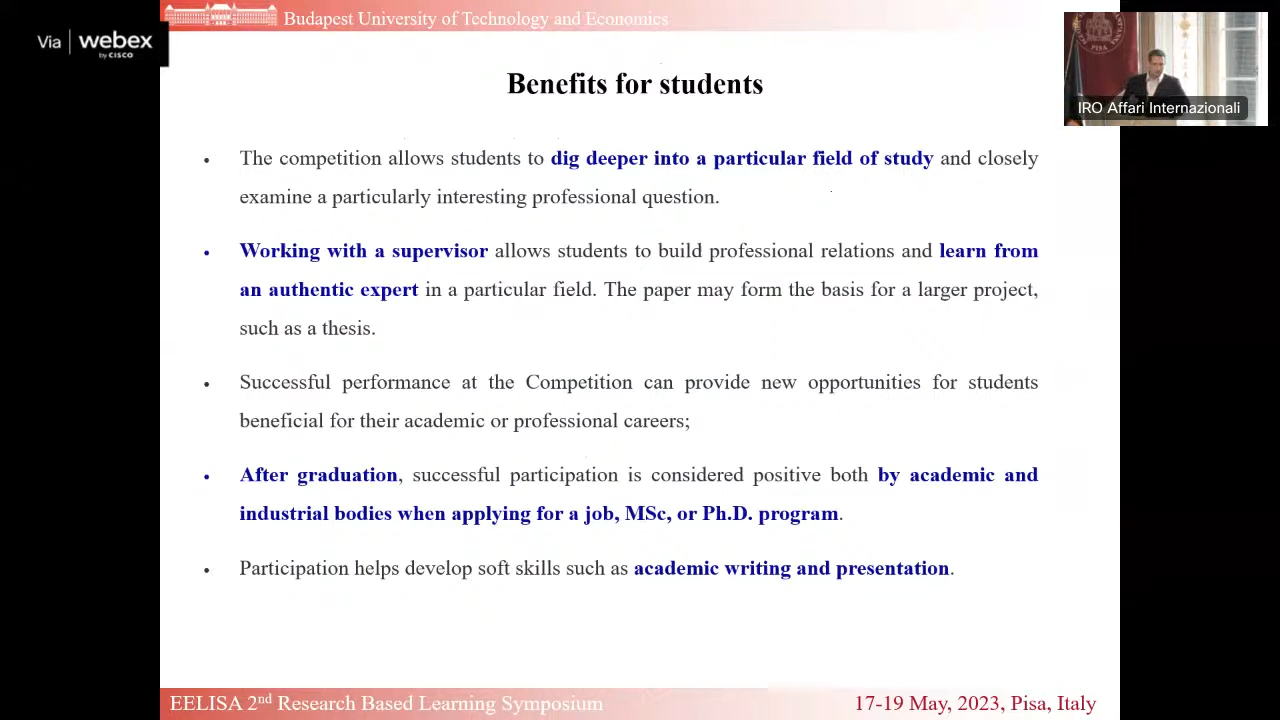 Via webex
by CISCO
Budapest University of Technology and Economics
PISA
IRO Affari Internazionali
Benefits for students
• The competition allows students to dig deeper into a particular field of study and closely
examine a particularly interesting professional question.
• Working with a supervisor allows students to build professional relations and learn from
an authentic expert in a particular field. The paper may form the basis for a larger project,
such as a thesis.
• Successful performance at the Competition can provide new opportunities for students
beneficial for their academic or professional careers;
• After graduation, successful participation is considered positive both by academic and
industrial bodies when applying for a job, MSc, or Ph.D. program.
• Participation helps develop soft skills such as academic writing and presentation.
EELISA 2nd Research Based Learning Symposium
17-19 May, 2023, Pisa, Italy